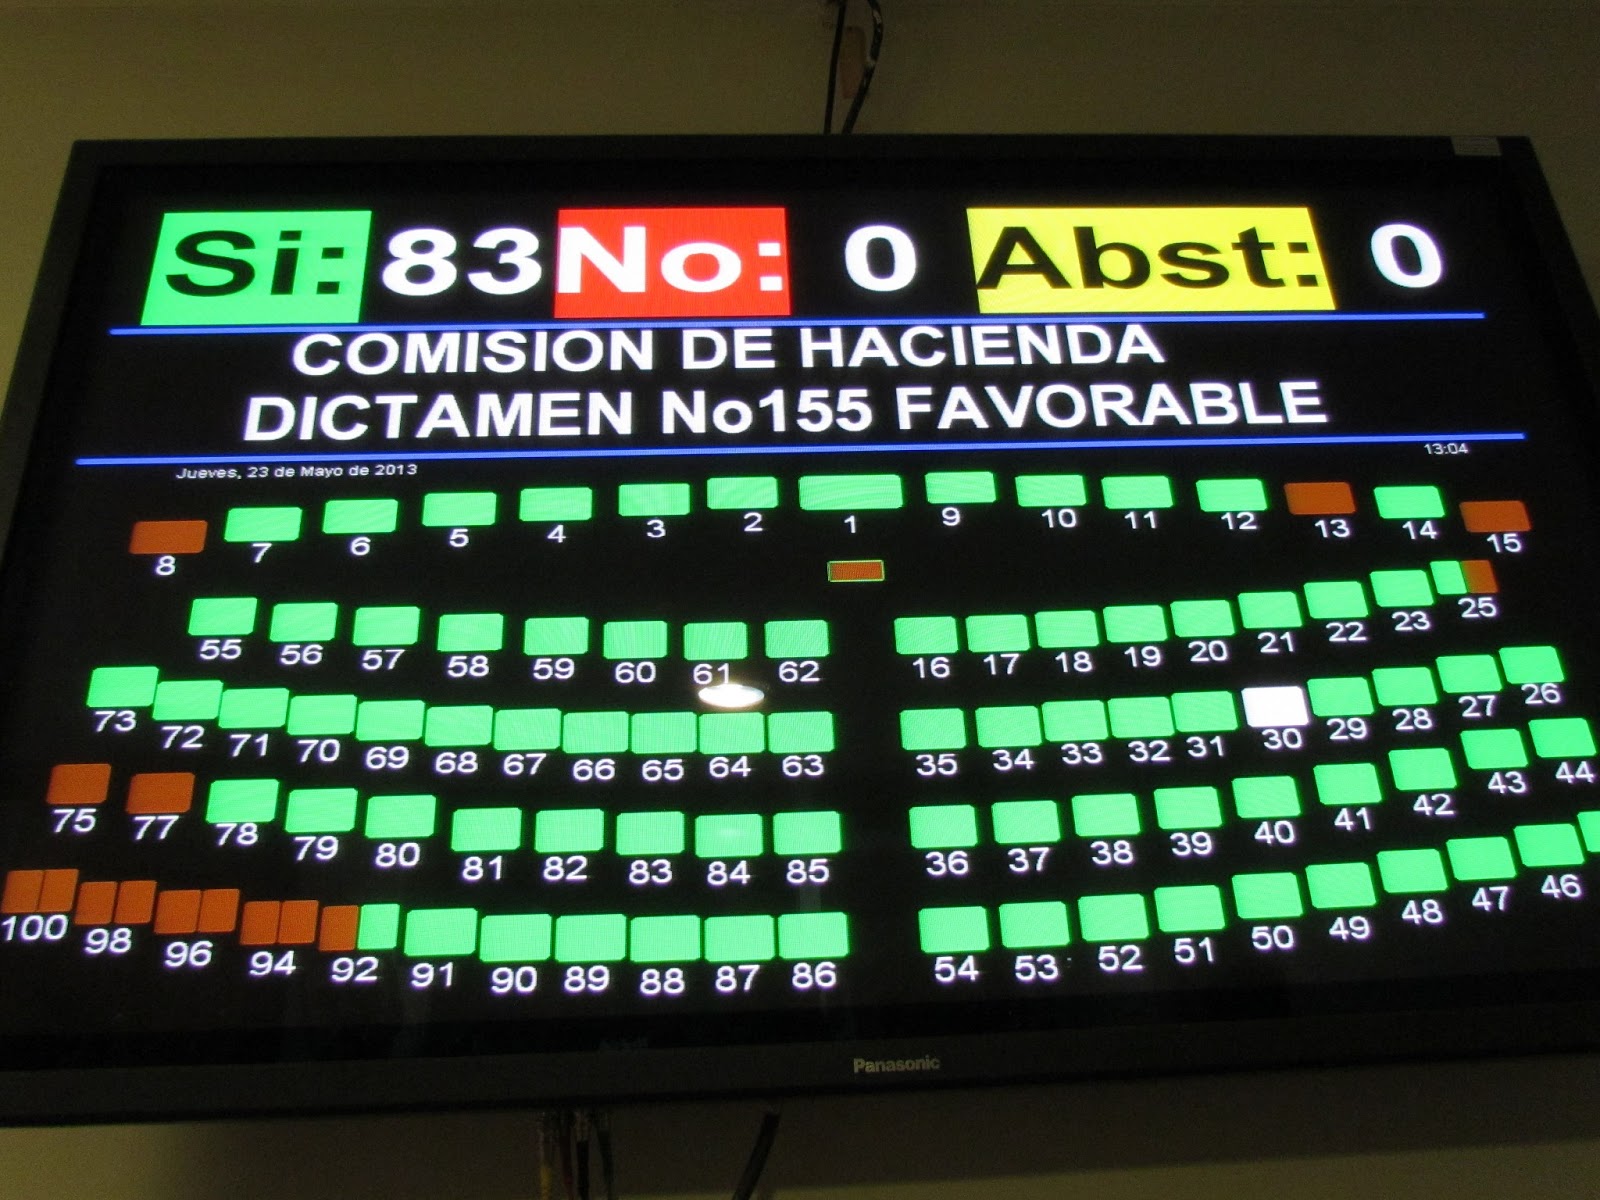 Si: 83 No: 0 Abst: 0
COMISION DE HACIENDA
DICTAMEN No155 FAVORABLE
Jueves, 23 de Mayo de 2013 13:04
8 7 6 5 4 3 2 1 9 10 11 12 13 14 15
55 56 57 58 59 60 61 62 16 17 18 19 20 21 22 23 25
73 72 71 70 69 68 67 66 65 64 63 35 34 33 32 31 30 29 28 27 26
75 77 78 79 80 81 82 83 84 85 36 37 38 39 40 41 42 43 44
100 98 96 94 92 91 90 89 88 87 86 54 53 52 51 50 49 48 47 46
Panasonic